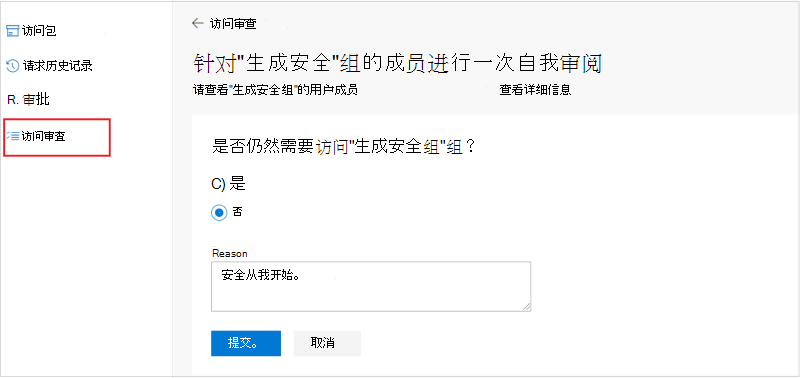 访问包
请求历史记录
R. 审批
访问审查
访问审查
针对"生成安全"组的成员进行一次自我审阅
请查看"生成安全组"的用户成员 查看详细信息
是否仍然需要访问"生成安全组"组？
C) 是
否
Reason
安全从我开始。
提交。 取消